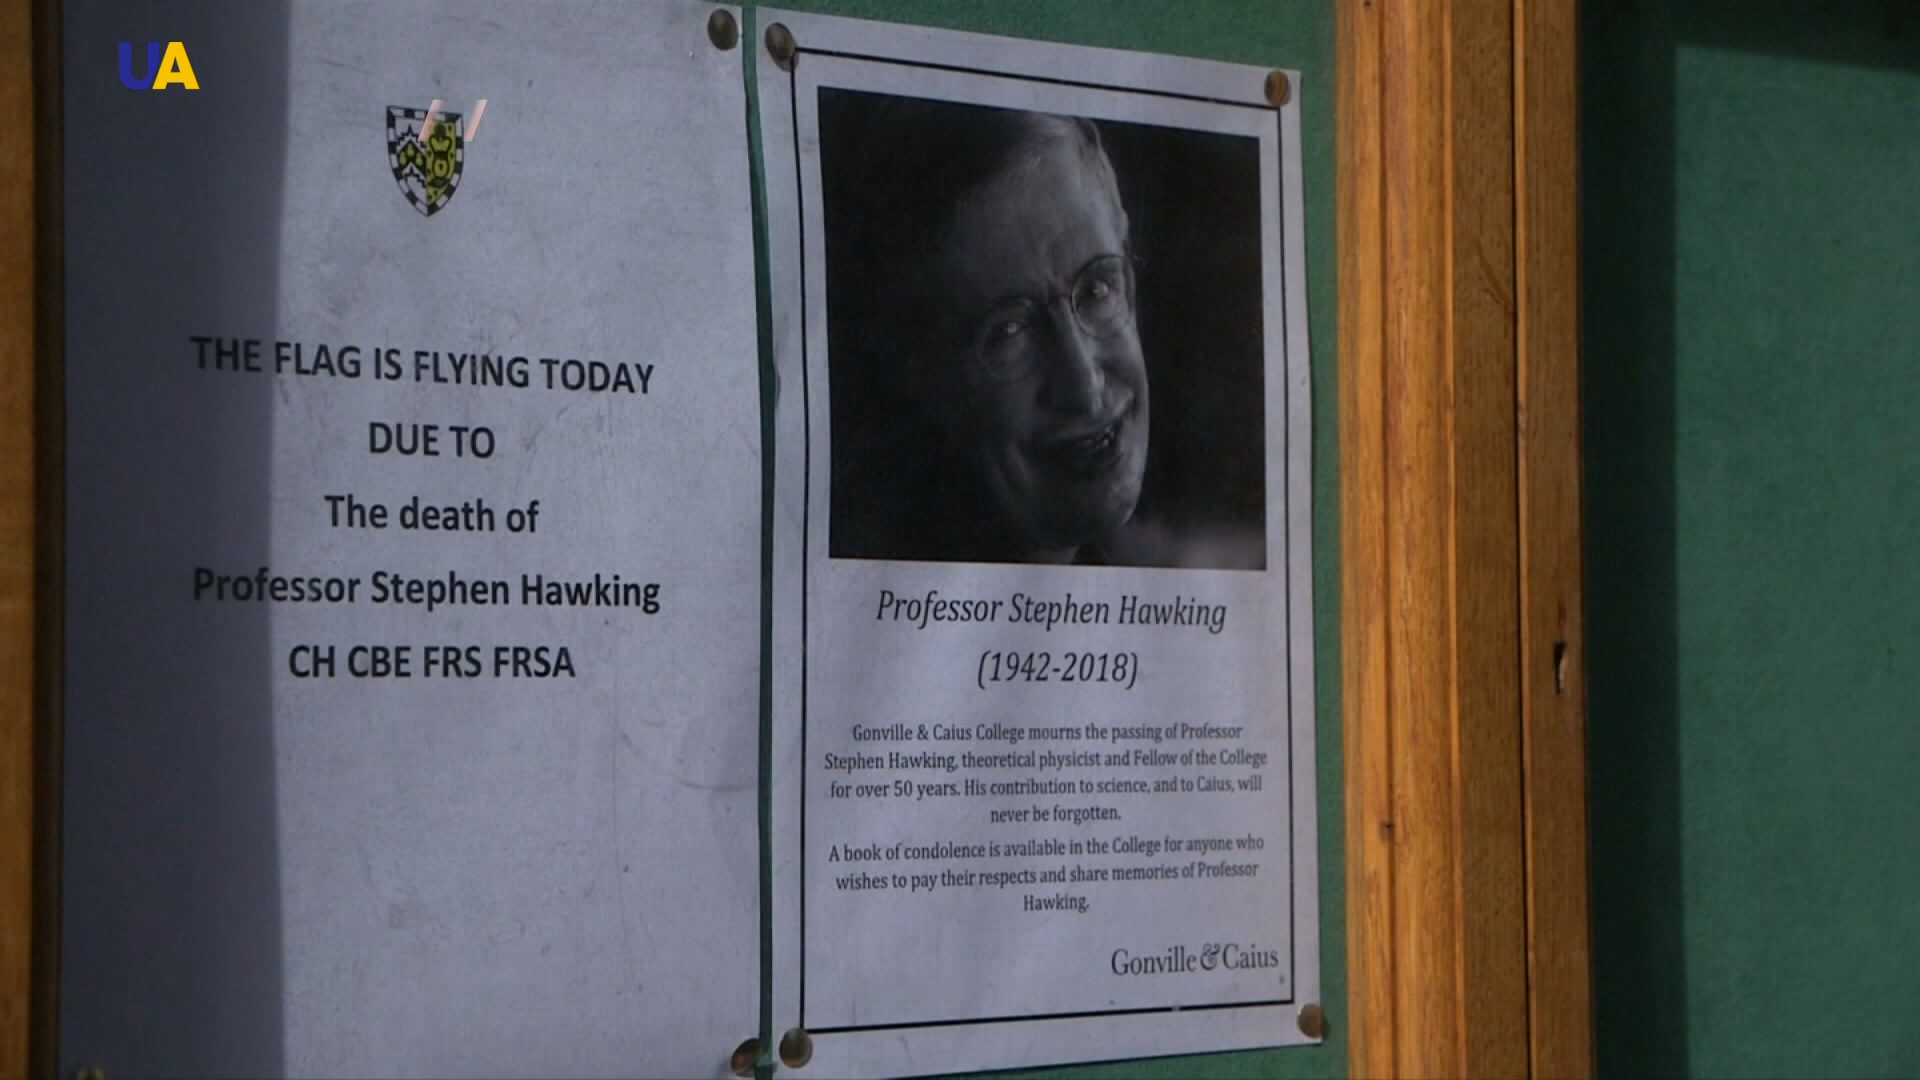 UA
THE FLAG IS FLYING TODAY
DUE TO
The death of
Professor Stephen Hawking
CH CBE FRS FRSA
Professor Stephen Hawking
(1942-2018)
Gonville & Caius College mourns the passing of Professor
Stephen Hawking, theoretical physicist and Fellow of the College
for over 50 years. His contribution to science, and to Caius, will
never be forgotten.
A book of condolence is available in the College for anyone who
wishes to pay their respects and share memories of Professor
Hawking.
Gonville & Caius